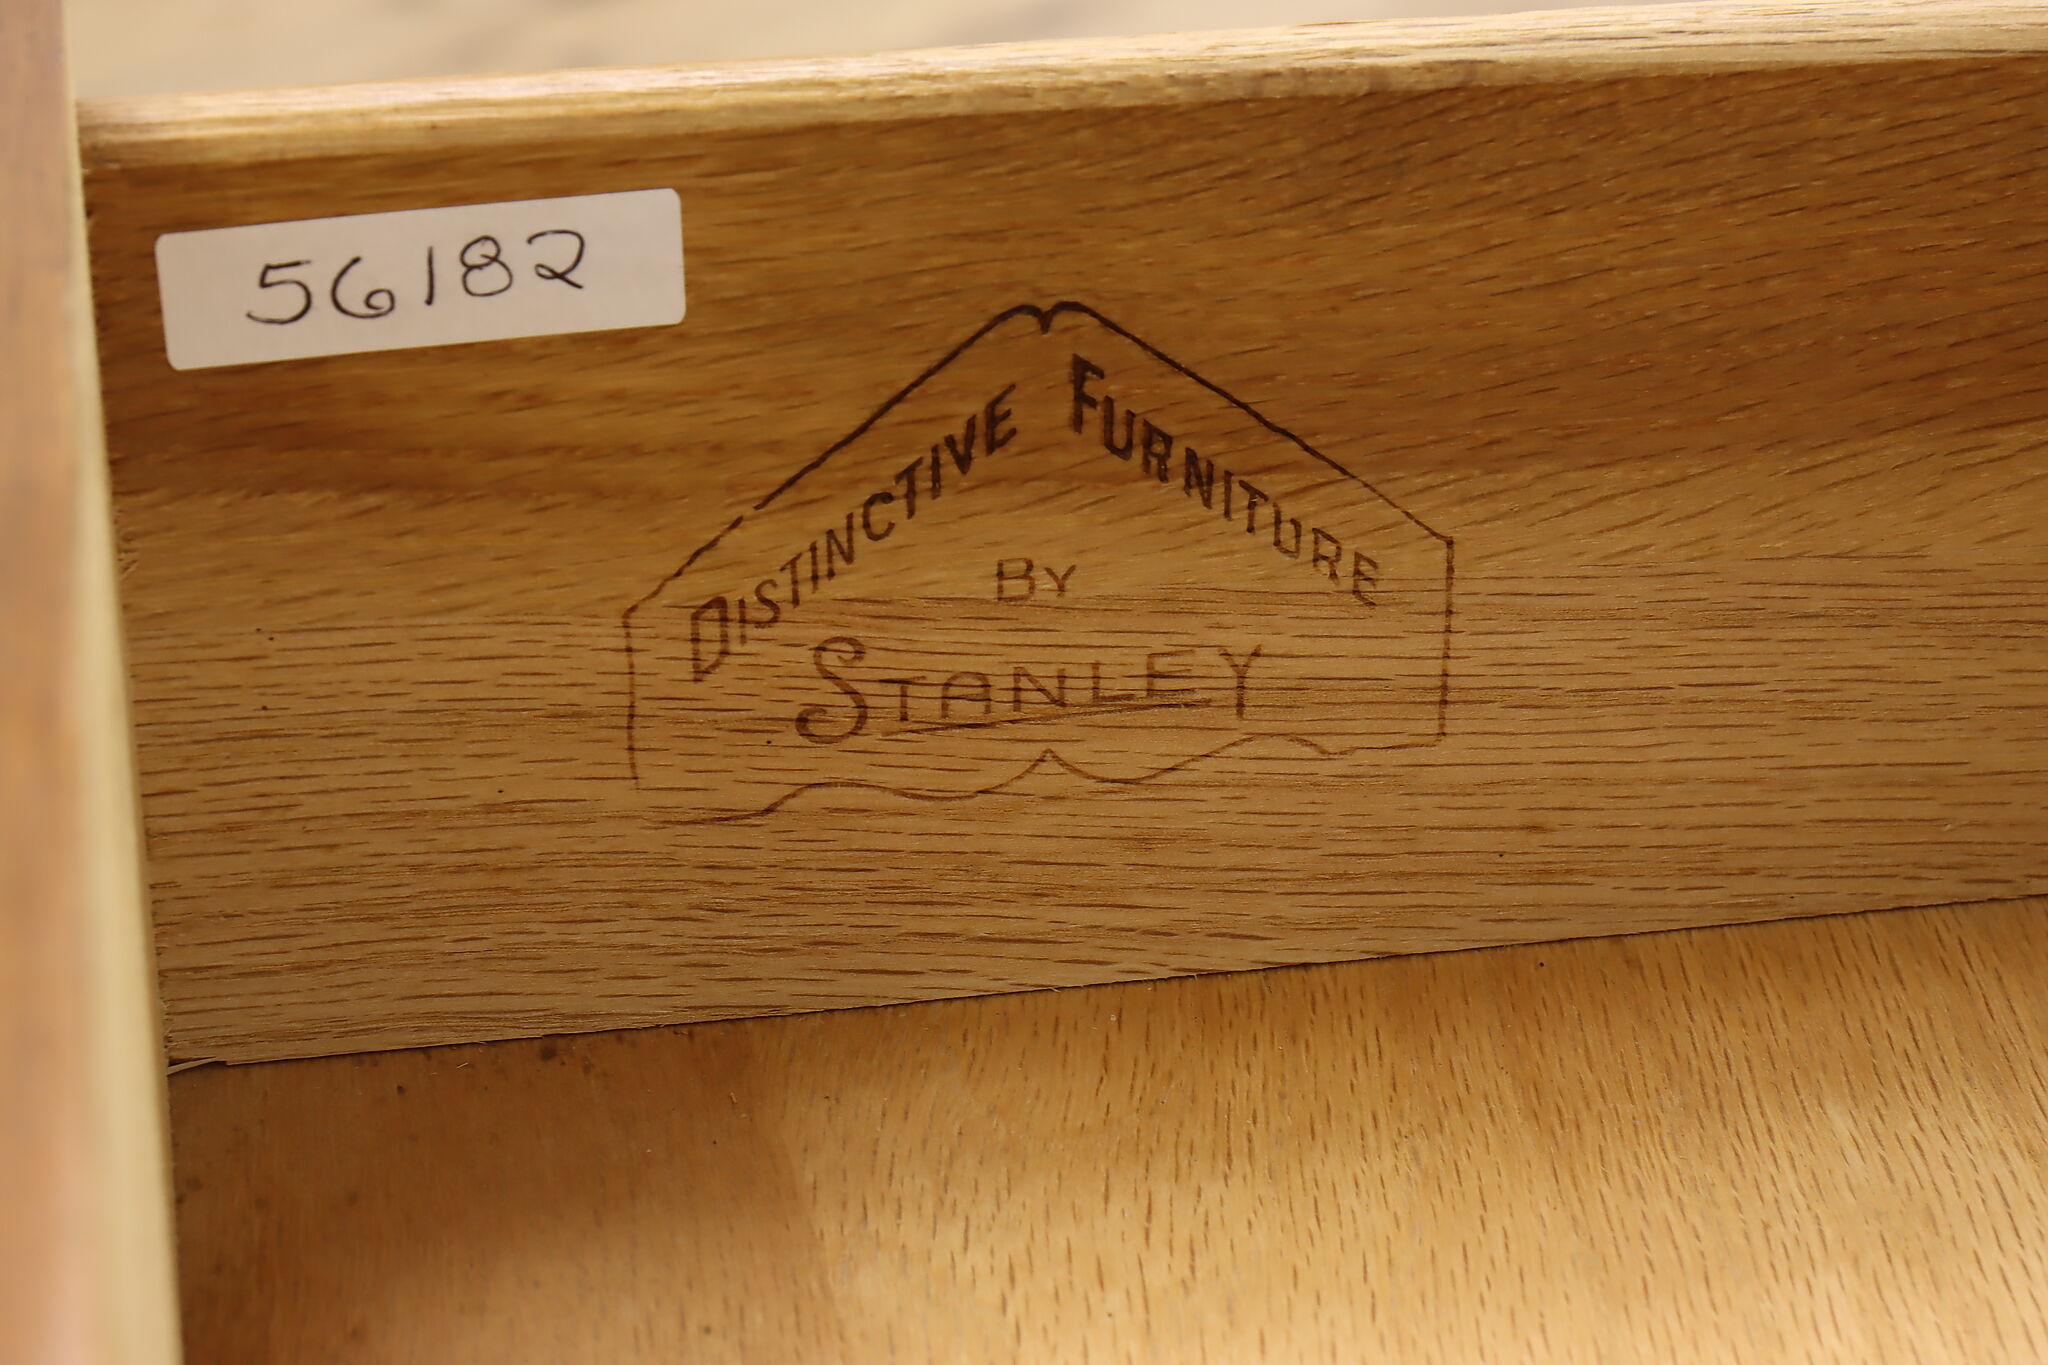 56182
DISTINCTIVE FURNITURE
BY
STANLEY